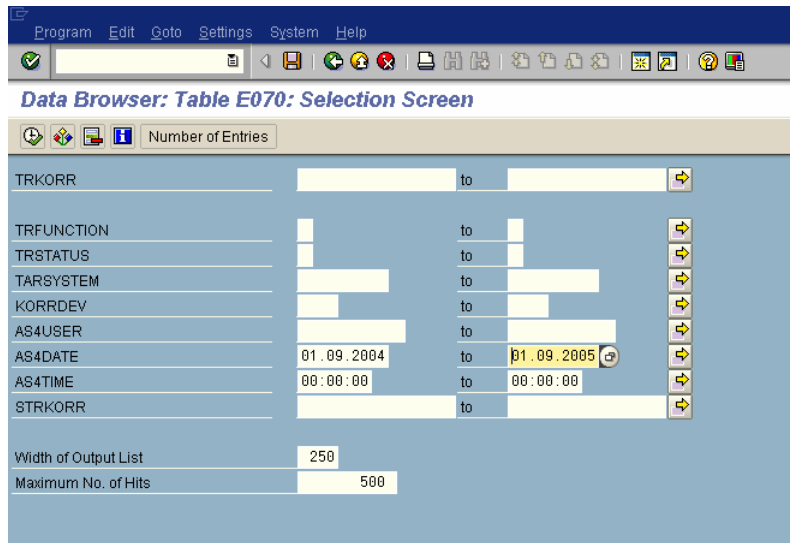 Program Edit Goto Settings System Help
Data Browser: Table E070: Selection Screen
Number of Entries
TRKORR to
TRFUNCTION to
TRSTATUS to
TARSYSTEM to
KORRDEV to
AS4USER to
AS4DATE 01.09.2004 to 01.09.2005
AS4TIME 00:00:00 to 00:00:00
STRKORR to
Width of Output List 250
Maximum No. of Hits 500